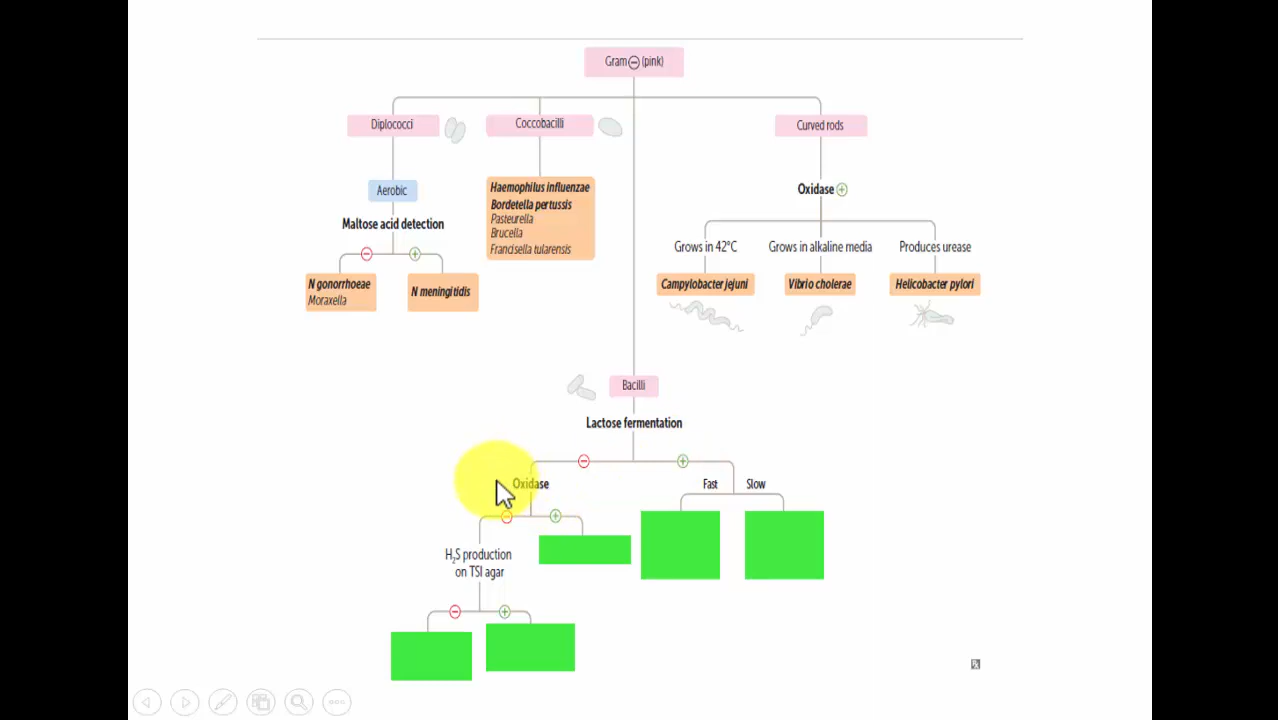 Gram ⊖ (pink)
Diplococci
Coccobacilli
Curved rods
Aerobic
Maltose acid detection
N gonorrhoeae
Moraxella
N meningitidis
Haemophilus influenzae
Bordetella pertussis
Pasteurella
Brucella
Francisella tularensis
Oxidase ⊕
Grows in 42°C
Grows in alkaline media
Produces urease
Campylobacter jejuni
Vibrio cholerae
Helicobacter pylori
Bacilli
Lactose fermentation
Oxidase
Fast
Slow
H₂S production
on TSI agar